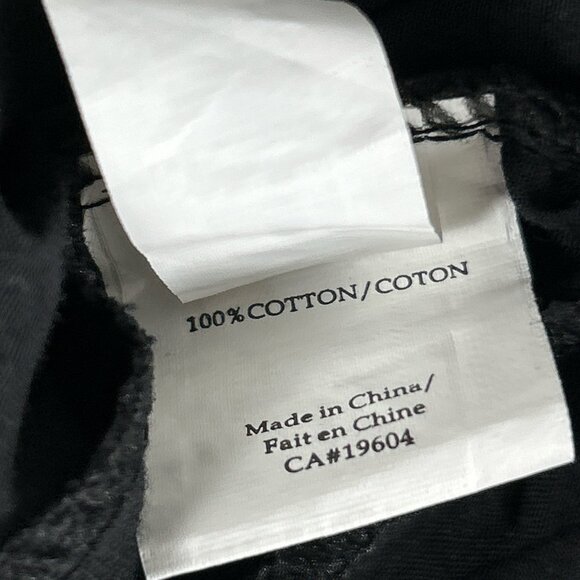 100% COTTON/COTON
Made in China/
Fait en Chine
CA#19604